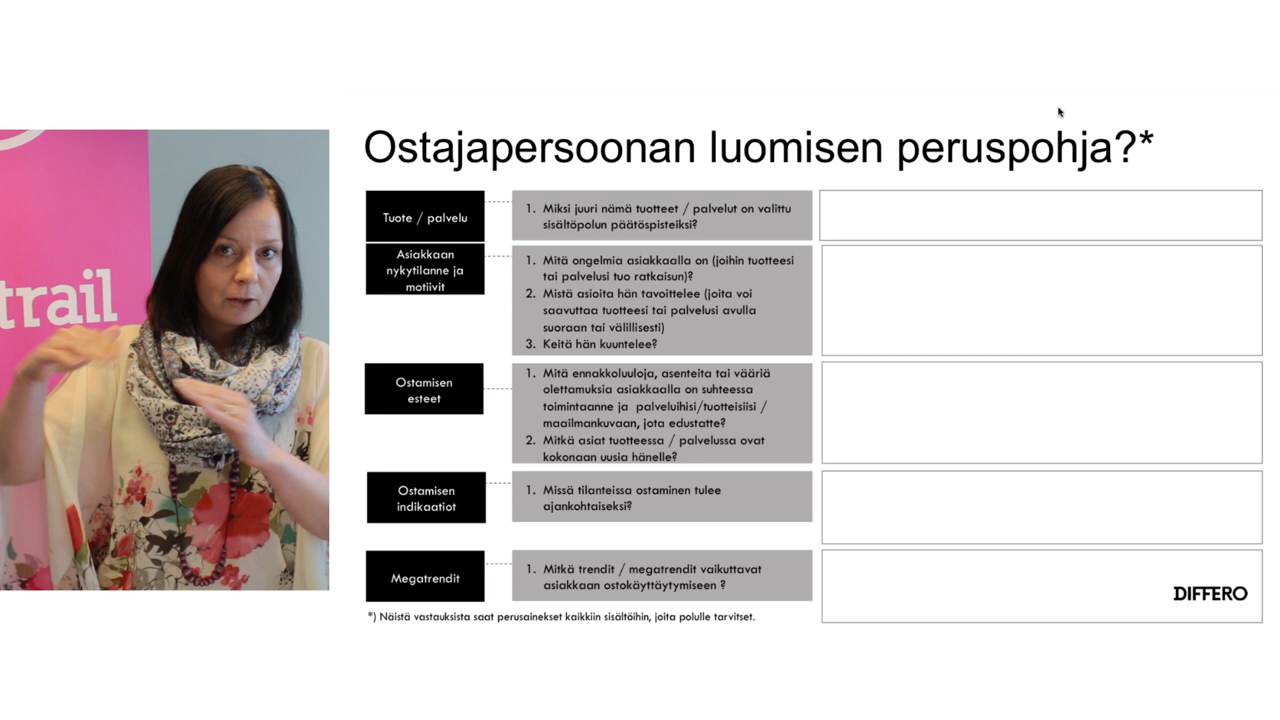 Ostajapersoonan luomisen peruspohja?*
trail
Tuote / palvelu
1. Miksi juuri nämä tuotteet / palvelut on valittu
sisältöpolun päätöspisteiksi?
Asiakkaan
nykytilanne ja
motiivit
1. Mitä ongelmia asiakkaalla on (joihin tuotteesi
tai palvelusi tuo ratkaisun)?
2. Mistä asioita hän tavoittelee (joita voi
saavuttaa tuotteesi tai palvelusi avulla
suoraan tai välillisesti)
3. Keitä hän kuuntelee?
Ostamisen
esteet
1. Mitä ennakkoluuloja, asenteita tai vääriä
olettamuksia asiakkaalla on suhteessa
toimintaanne ja palveluihisi/tuotteisiisi /
maailmankuvaan, jota edustatte?
2. Mitkä asiat tuotteessa / palvelussa ovat
kokonaan uusia hänelle?
Ostamisen
indikaatiot
1. Missä tilanteissa ostaminen tulee
ajankohtaiseksi?
Megatrendit
1. Mitkä trendit / megatrendit vaikuttavat
asiakkaan ostokäyttäytymiseen ?
DIFFERO
*) Näistä vastauksista saat perusainekset kaikkiin sisältöihin, joita polulle tarvitset.